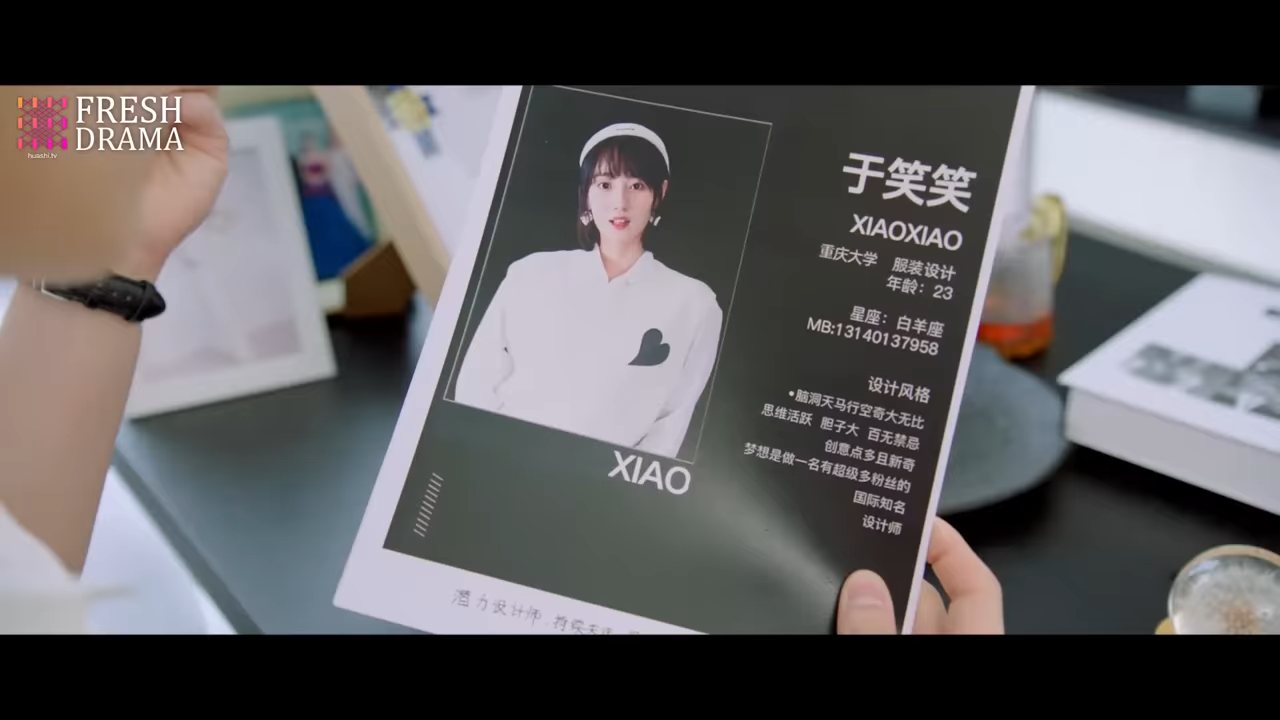 FRESH
DRAMA
huashi.tv
于笑笑
XIAOXIAO
重庆大学 服装设计
年龄：23
星座：白羊座
MB:13140137958
设计风格
•脑洞天马行空奇大无比
思维活跃 胆子大 百无禁忌
创意点多且新奇
梦想是做一名有超级多粉丝的
国际知名
设计师
XIAO
潜力设计师